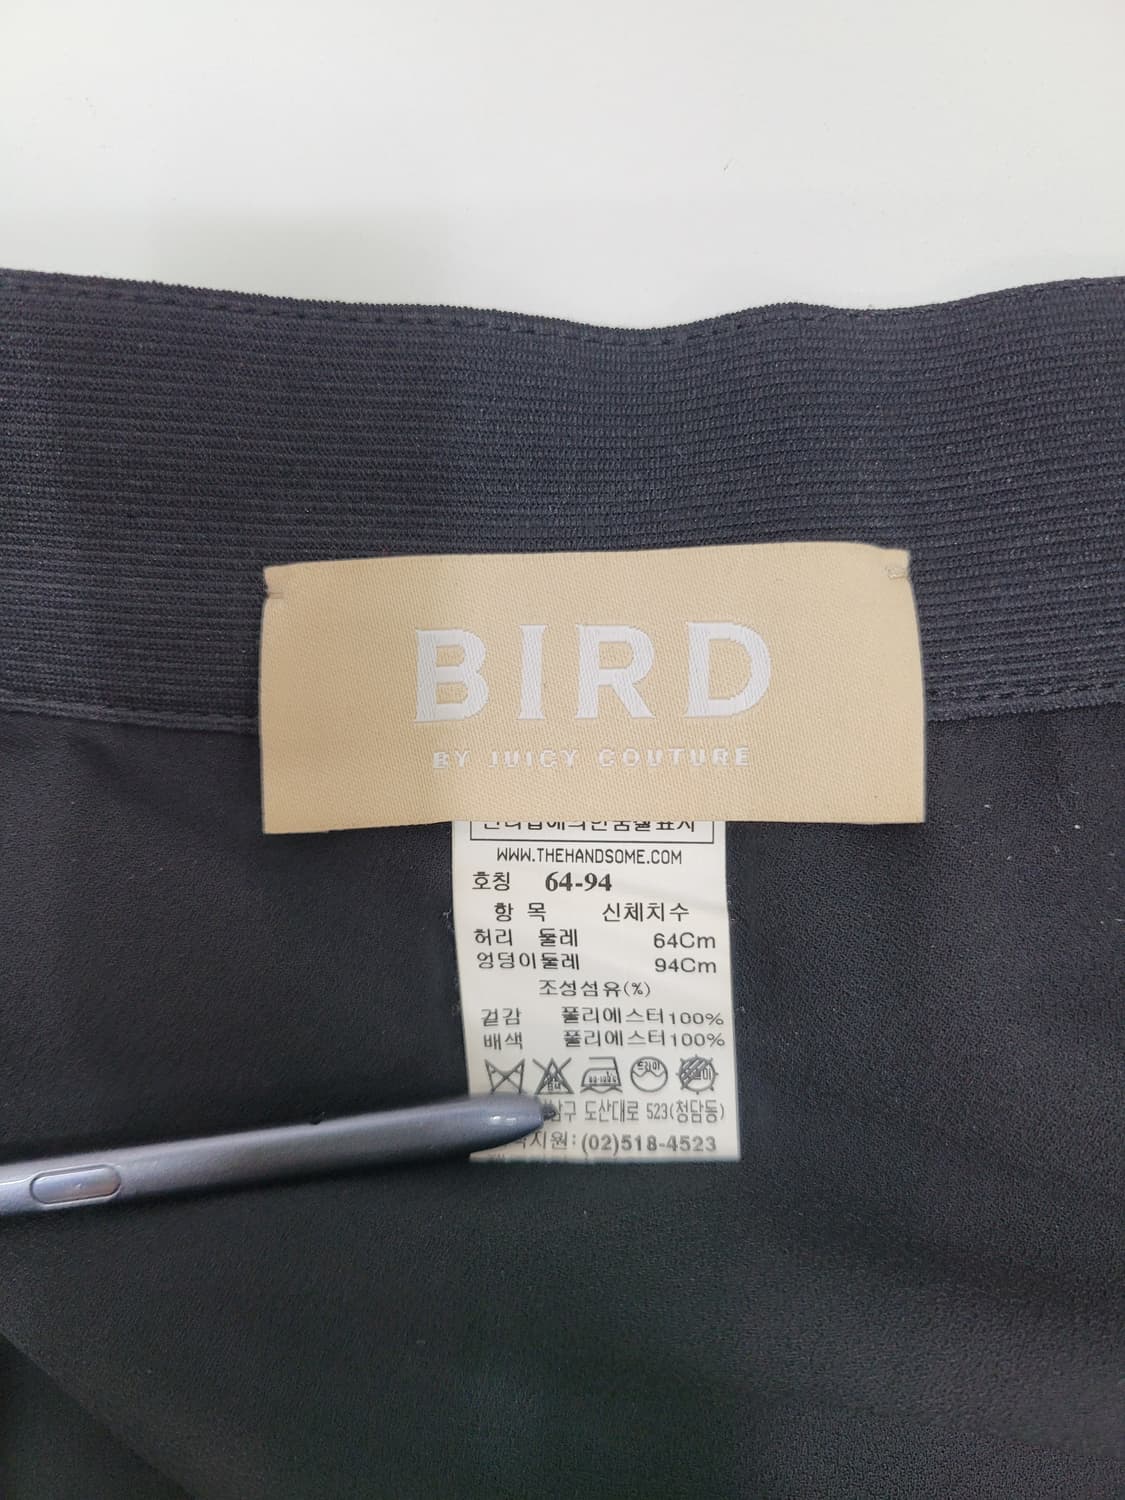 BIRD
BY JUICY COUTURE
WWW.THEHANDSOME.COM
호칭 64-94
항 목 신체치수
허리 둘레 64Cm
엉덩이둘레 94Cm
조성섬유(%)
겉감 폴리에스터100%
배색 폴리에스터100%
드라이
도산대로 523(청담동)
(02)518-4523